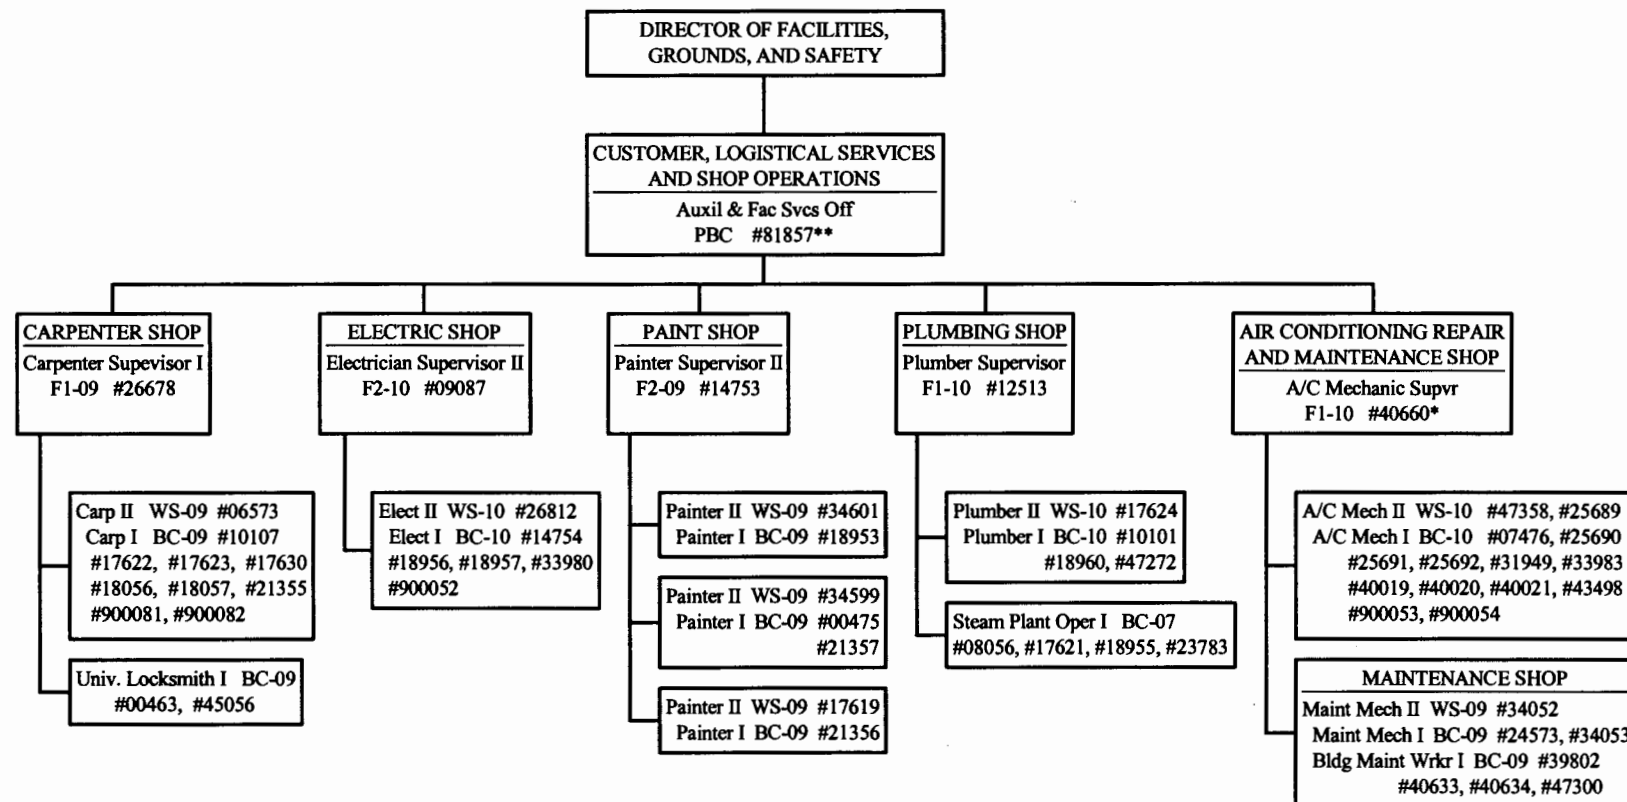 DIRECTOR OF FACILITIES,
GROUNDS, AND SAFETY
CUSTOMER, LOGISTICAL SERVICES
AND SHOP OPERATIONS
Auxil & Fac Svcs Off
PBC #81857**
CARPENTER SHOP
Carpenter Supevisor I
F1-09 #26678
Carp II WS-09 #06573
Carp I BC-09 #10107
#17622, #17623, #17630
#18056, #18057, #21355
#900081, #900082
Univ. Locksmith I BC-09
#00463, #45056
ELECTRIC SHOP
Electrician Supervisor II
F2-10 #09087
Elect II WS-10 #26812
Elect I BC-10 #14754
#18956, #18957, #33980
#900052
PAINT SHOP
Painter Supervisor II
F2-09 #14753
Painter II WS-09 #34601
Painter I BC-09 #18953
Painter II WS-09 #34599
Painter I BC-09 #00475
#21357
Painter II WS-09 #17619
Painter I BC-09 #21356
PLUMBING SHOP
Plumber Supervisor
F1-10 #12513
Plumber II WS-10 #17624
Plumber I BC-10 #10101
#18960, #47272
Steam Plant Oper I BC-07
#08056, #17621, #18955, #23783
AIR CONDITIONING REPAIR
AND MAINTENANCE SHOP
A/C Mechanic Supvr
F1-10 #40660*
A/C Mech II WS-10 #47358, #25689
A/C Mech I BC-10 #07476, #25690
#25691, #25692, #31949, #33983
#40019, #40020, #40021, #43498
#900053, #900054
MAINTENANCE SHOP
Maint Mech II WS-09 #34052
Maint Mech I BC-09 #24573, #34053
Bldg Maint Wrkr I BC-09 #39802
#40633, #40634, #47300